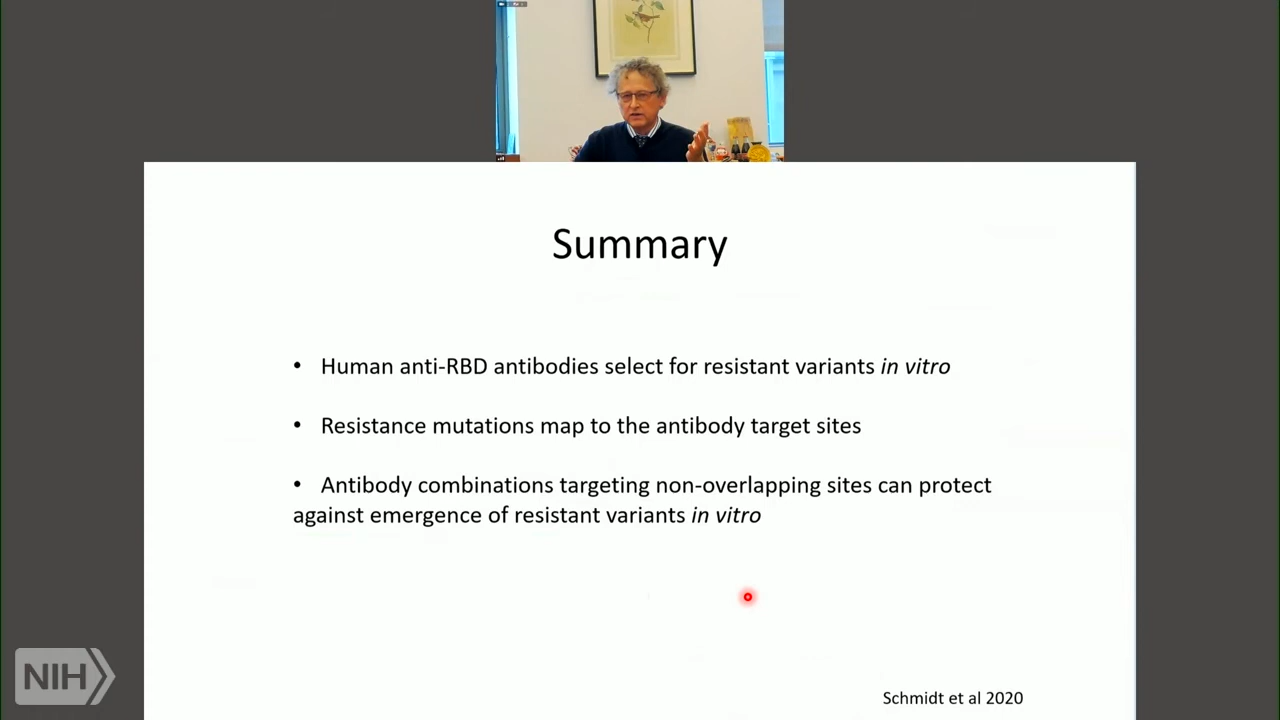 Summary
• Human anti-RBD antibodies select for resistant variants in vitro
• Resistance mutations map to the antibody target sites
• Antibody combinations targeting non-overlapping sites can protect
against emergence of resistant variants in vitro
NIH
Schmidt et al 2020